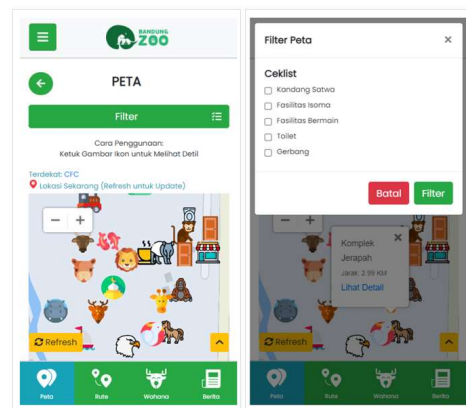 BANDUNG
ZOO
PETA
Filter
Cara Penggunaan:
Ketuk Gambar Ikon untuk Melihat Detil
Terdekat: CFC
Lokasi Sekarang (Refresh untuk Update)
− +
Refresh
Peta Rute Wahana Berita
Filter Peta ×
Ceklist
Kandang Satwa
Fasilitas Isoma
Fasilitas Bermain
Toilet
Gerbang
Batal Filter
− +
Komplek ×
Jerapah
Jarak: 2.99 KM
Lihat Detail
Refresh
Peta Rute Wahana Berita